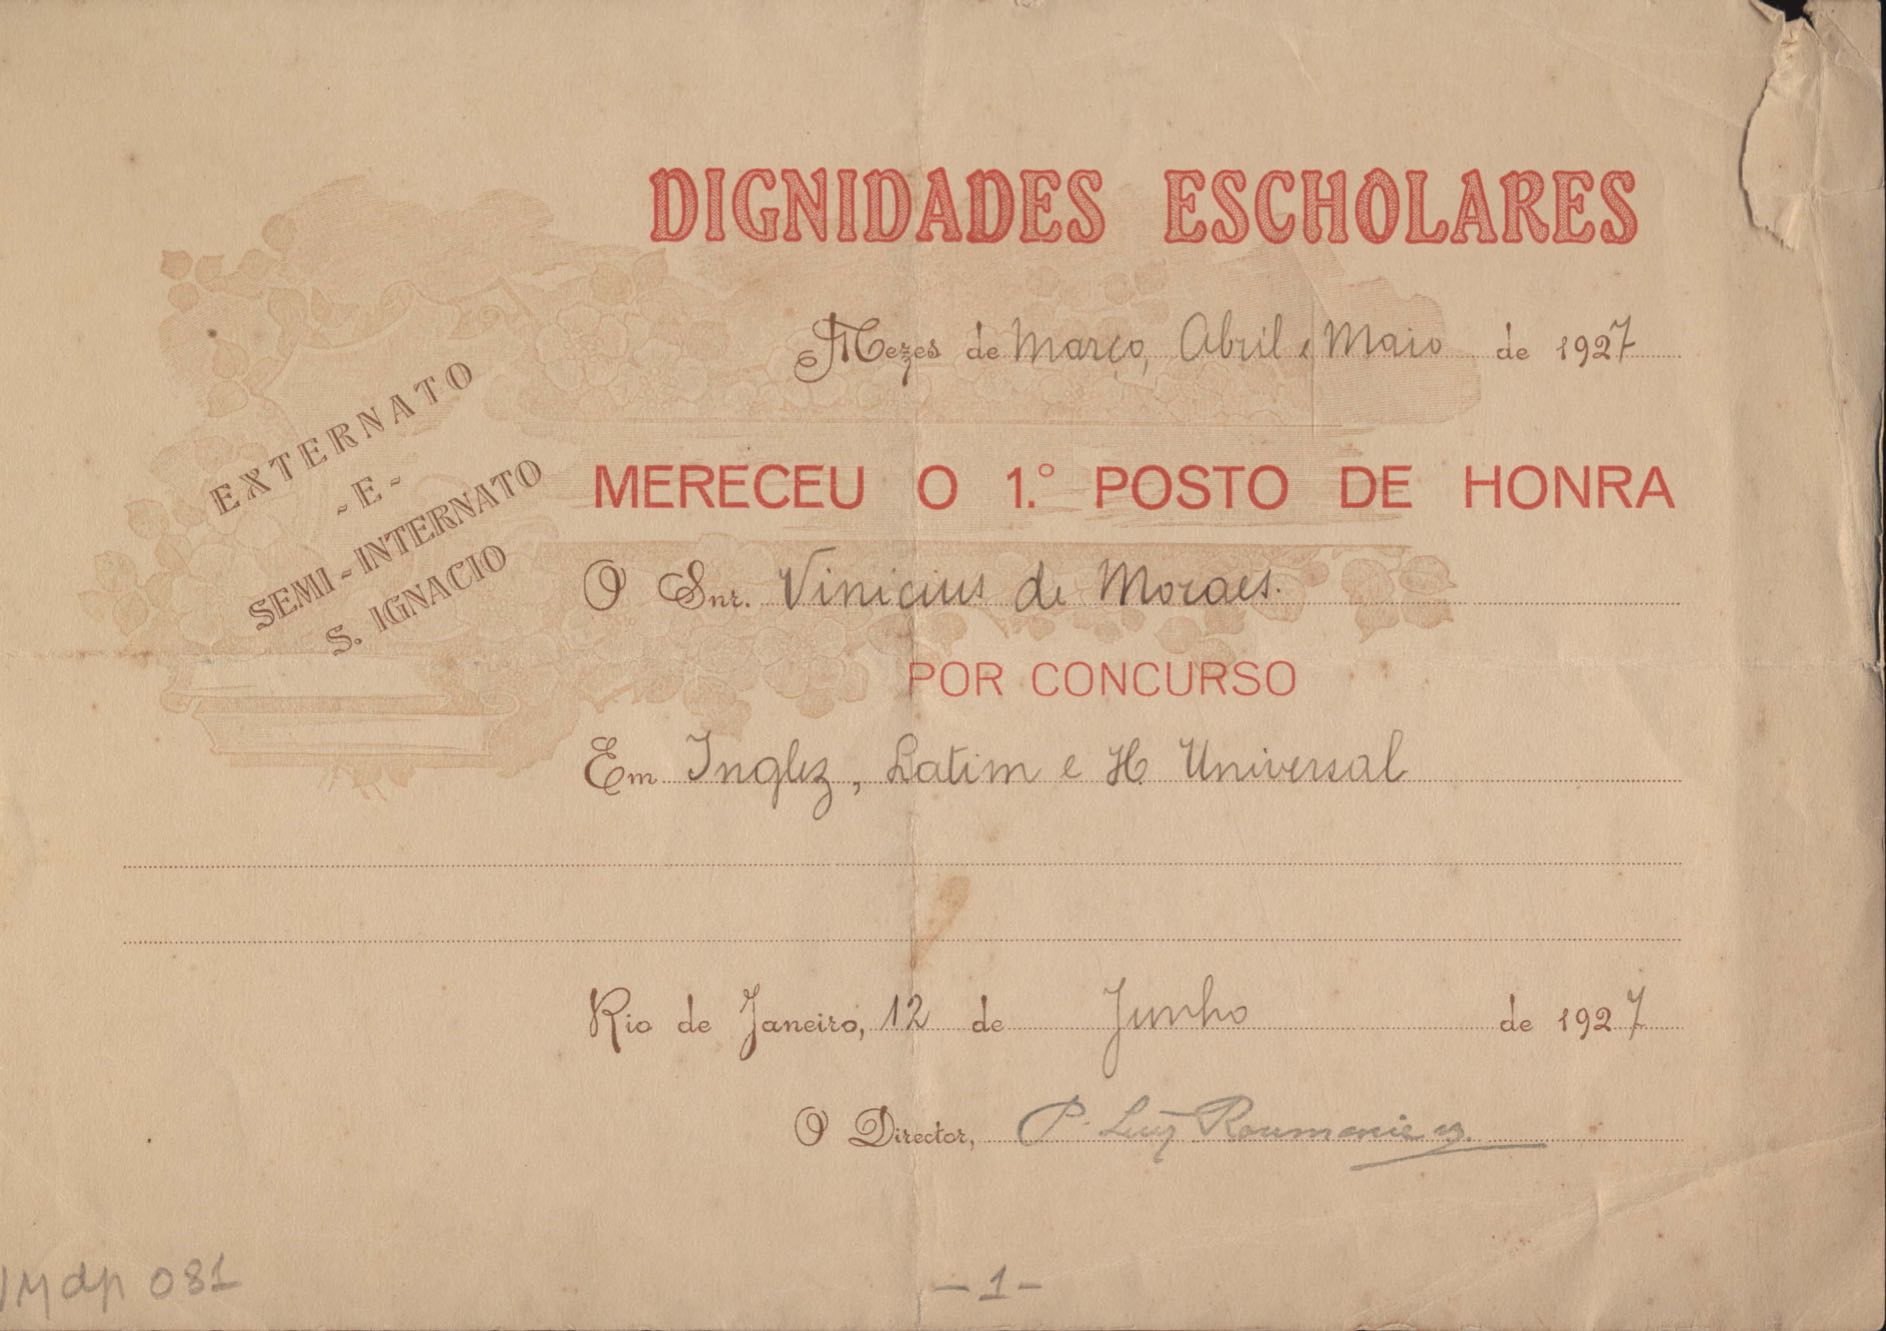 DIGNIDADES ESCHOLARES
Mezes de Março, Abril e Maio de 1927
EXTERNATO
- E -
SEMI-INTERNATO
S. IGNACIO
MERECEU O 1.º POSTO DE HONRA
O Snr. Vinicius de Moraes.
POR CONCURSO
Em Inglez, Latim e H. Universal
Rio de Janeiro, 12 de Junho de 1927
O Director, P. Luiz
081
- 1 -